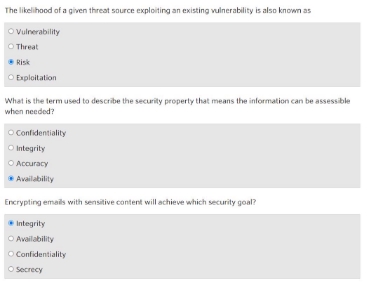 The likelihood of a given threat source exploiting an existing vulnerability is also known as
Vulnerability
Threat
Risk
Exploitation
What is the term used to describe the security property that means the information can be assessible
when needed?
Confidentiality
Integrity
Accuracy
Availability
Encrypting emails with sensitive content will achieve which security goal?
Integrity
Availability
Confidentiality
Secrecy